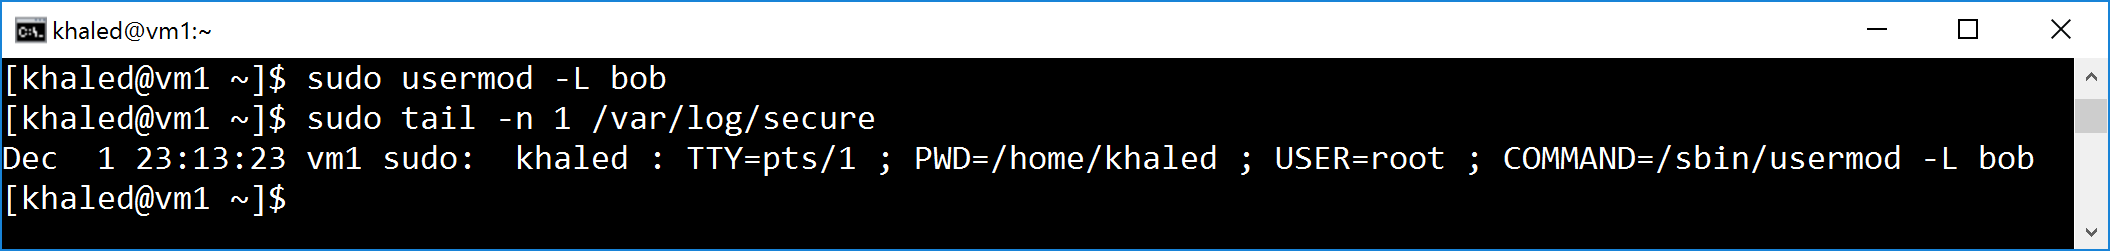 khaled@vm1:~
[khaled@vm1 ~]$ sudo usermod -L bob
[khaled@vm1 ~]$ sudo tail -n 1 /var/log/secure
Dec  1 23:13:23 vm1 sudo:  khaled : TTY=pts/1 ; PWD=/home/khaled ; USER=root ; COMMAND=/sbin/usermod -L bob
[khaled@vm1 ~]$